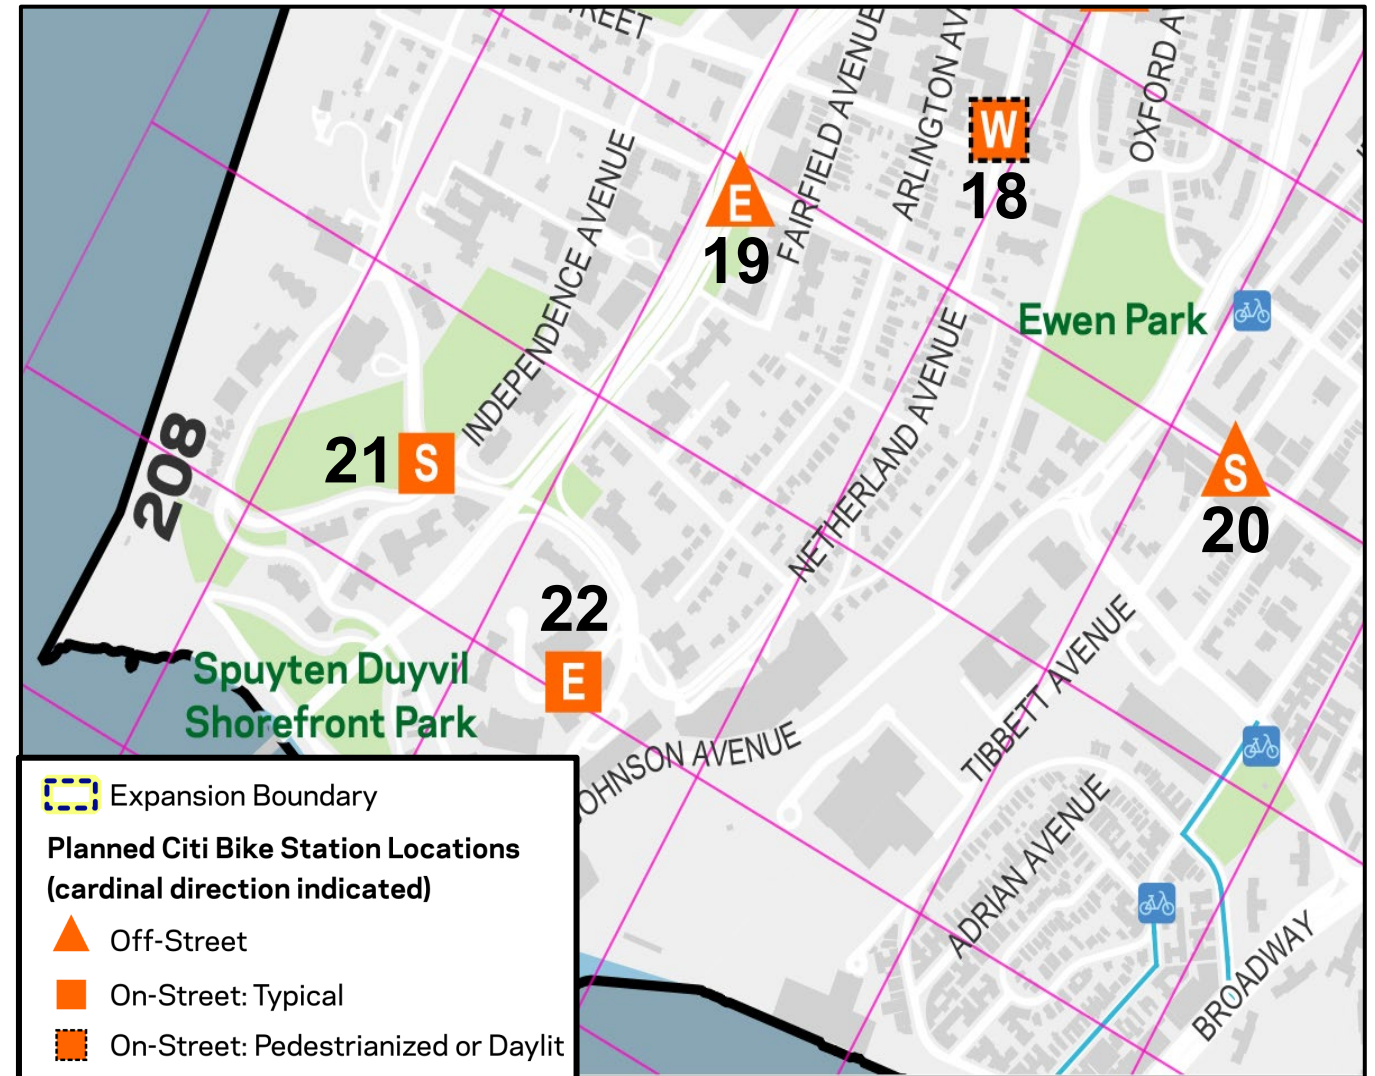 REET
FAIRFIELD AVENUE
ARLINGTON AV
OXFORD A
W
18
INDEPENDENCE AVENUE
E
19
NETHERLAND AVENUE
Ewen Park
208
21
S
S
20
22
E
Spuyten Duyvil
Shorefront Park
TIBBETT AVENUE
OHNSON AVENUE
ADRIAN AVENUE
BROADWAY
Expansion Boundary
Planned Citi Bike Station Locations
(cardinal direction indicated)
Off-Street
On-Street: Typical
On-Street: Pedestrianized or Daylit